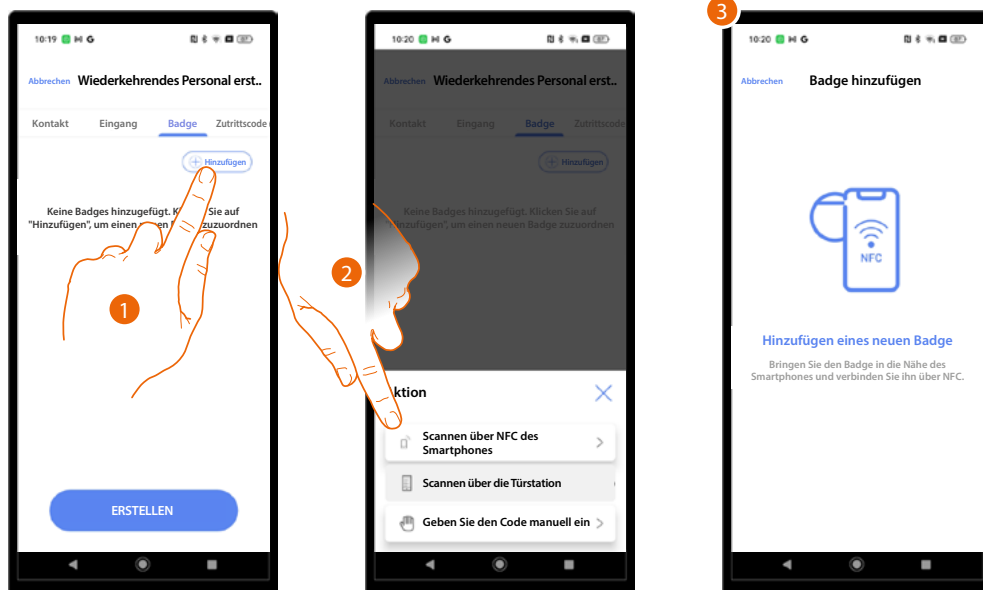 10:19
Abbrechen Wiederkehrendes Personal erst..
Kontakt Eingang Badge Zutrittscode
Hinzufügen
Keine Badges hinzugefügt. K Sie auf
"Hinzufügen", um einen zuzuordnen
1
ERSTELLEN
10:20
Abbrechen Wiederkehrendes Personal erst..
Kontakt Eingang Badge Zutrittscode
Hinzufügen
Keine Badges hinzugefügt. Klicken Sie auf
"Hinzufügen", um einen neuen Badge zuzuordnen
2
ktion
Scannen über NFC des
Smartphones
Scannen über die Türstation
Geben Sie den Code manuell ein
3
10:20
Abbrechen Badge hinzufügen
NFC
Hinzufügen eines neuen Badge
Bringen Sie den Badge in die Nähe des
Smartphones und verbinden Sie ihn über NFC.